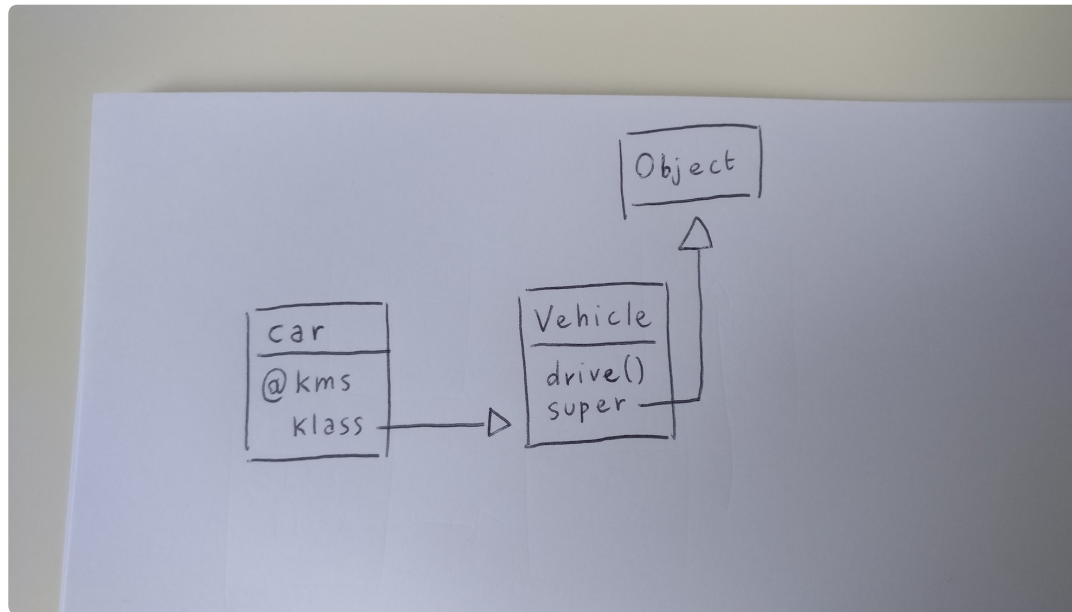 Object
car
@kms
klass
Vehicle
drive()
super